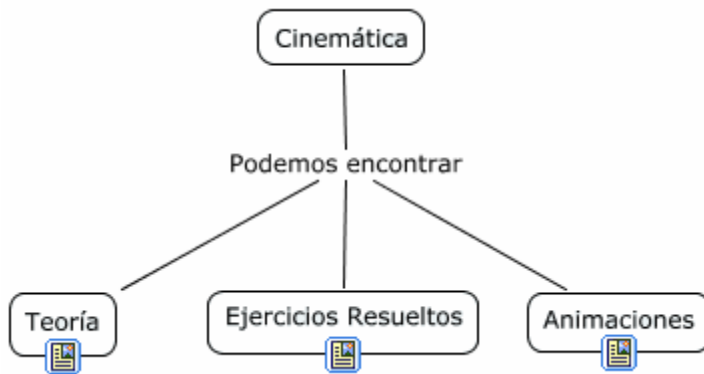 Cinemática
Podemos encontrar
Teoría
Ejercicios Resueltos
Animaciones